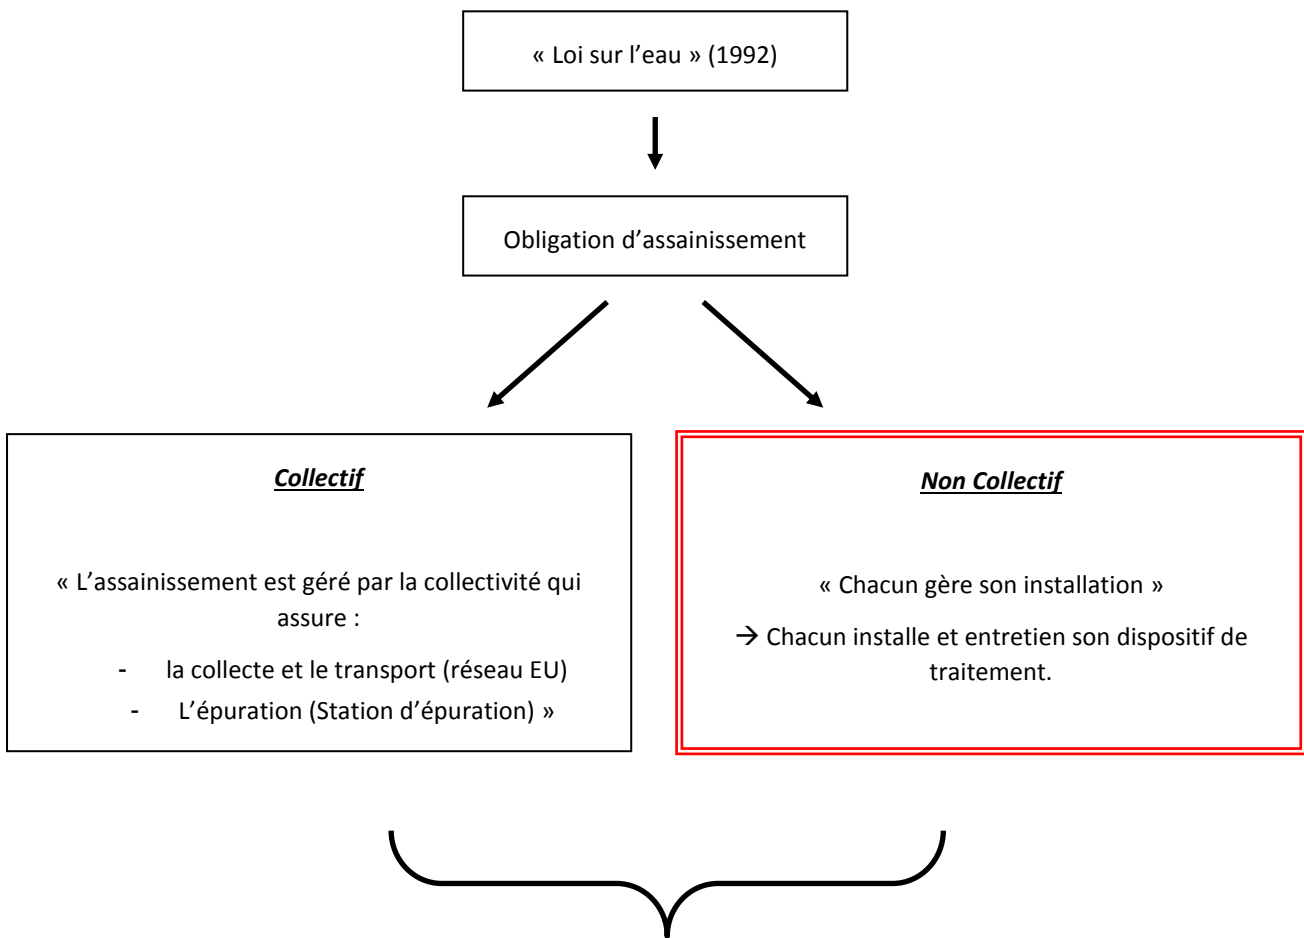 « Loi sur l’eau » (1992)
Obligation d’assainissement
Collectif
« L’assainissement est géré par la collectivité qui
assure :
- la collecte et le transport (réseau EU)
- L’épuration (Station d’épuration) »
Non Collectif
« Chacun gère son installation »
→ Chacun installe et entretien son dispositif de
traitement.